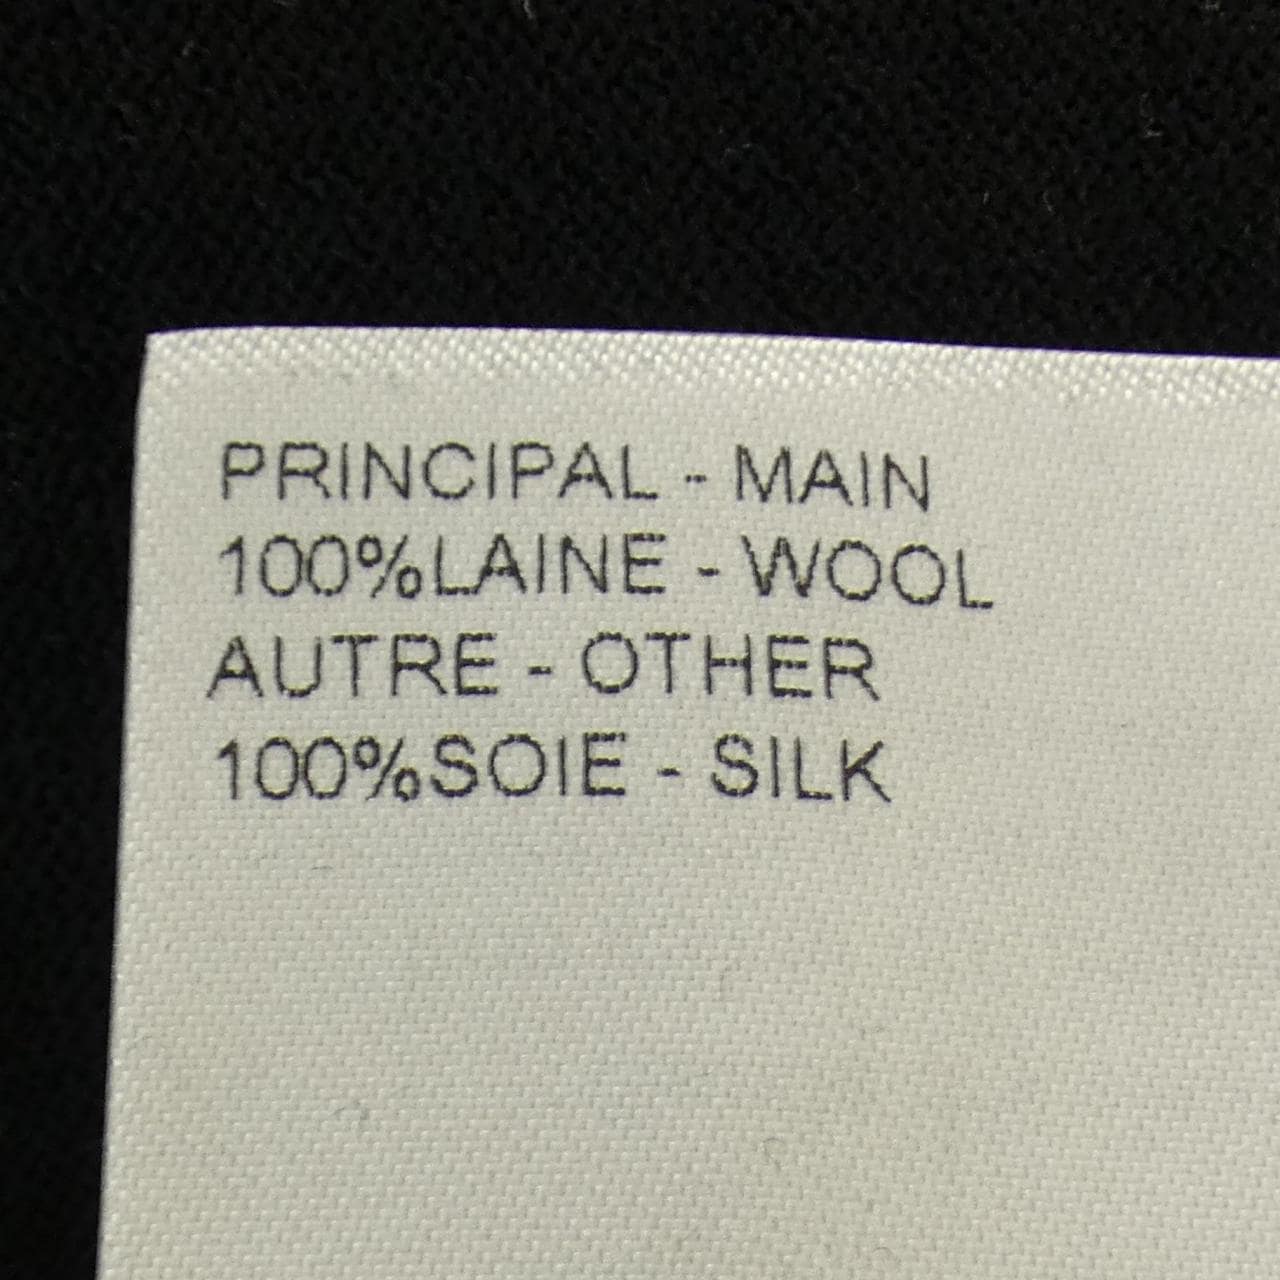 PRINCIPAL - MAIN
100%LAINE - WOOL
AUTRE - OTHER
100%SOIE - SILK